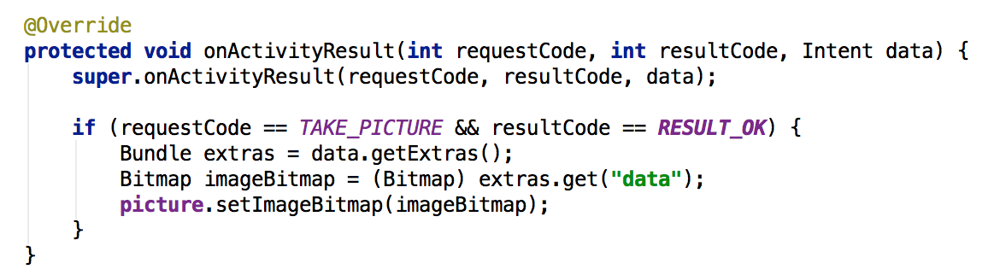 @Override
protected void onActivityResult(int requestCode, int resultCode, Intent data) {
    super.onActivityResult(requestCode, resultCode, data);

    if (requestCode == TAKE_PICTURE && resultCode == RESULT_OK) {
        Bundle extras = data.getExtras();
        Bitmap imageBitmap = (Bitmap) extras.get("data");
        picture.setImageBitmap(imageBitmap);
    }
}